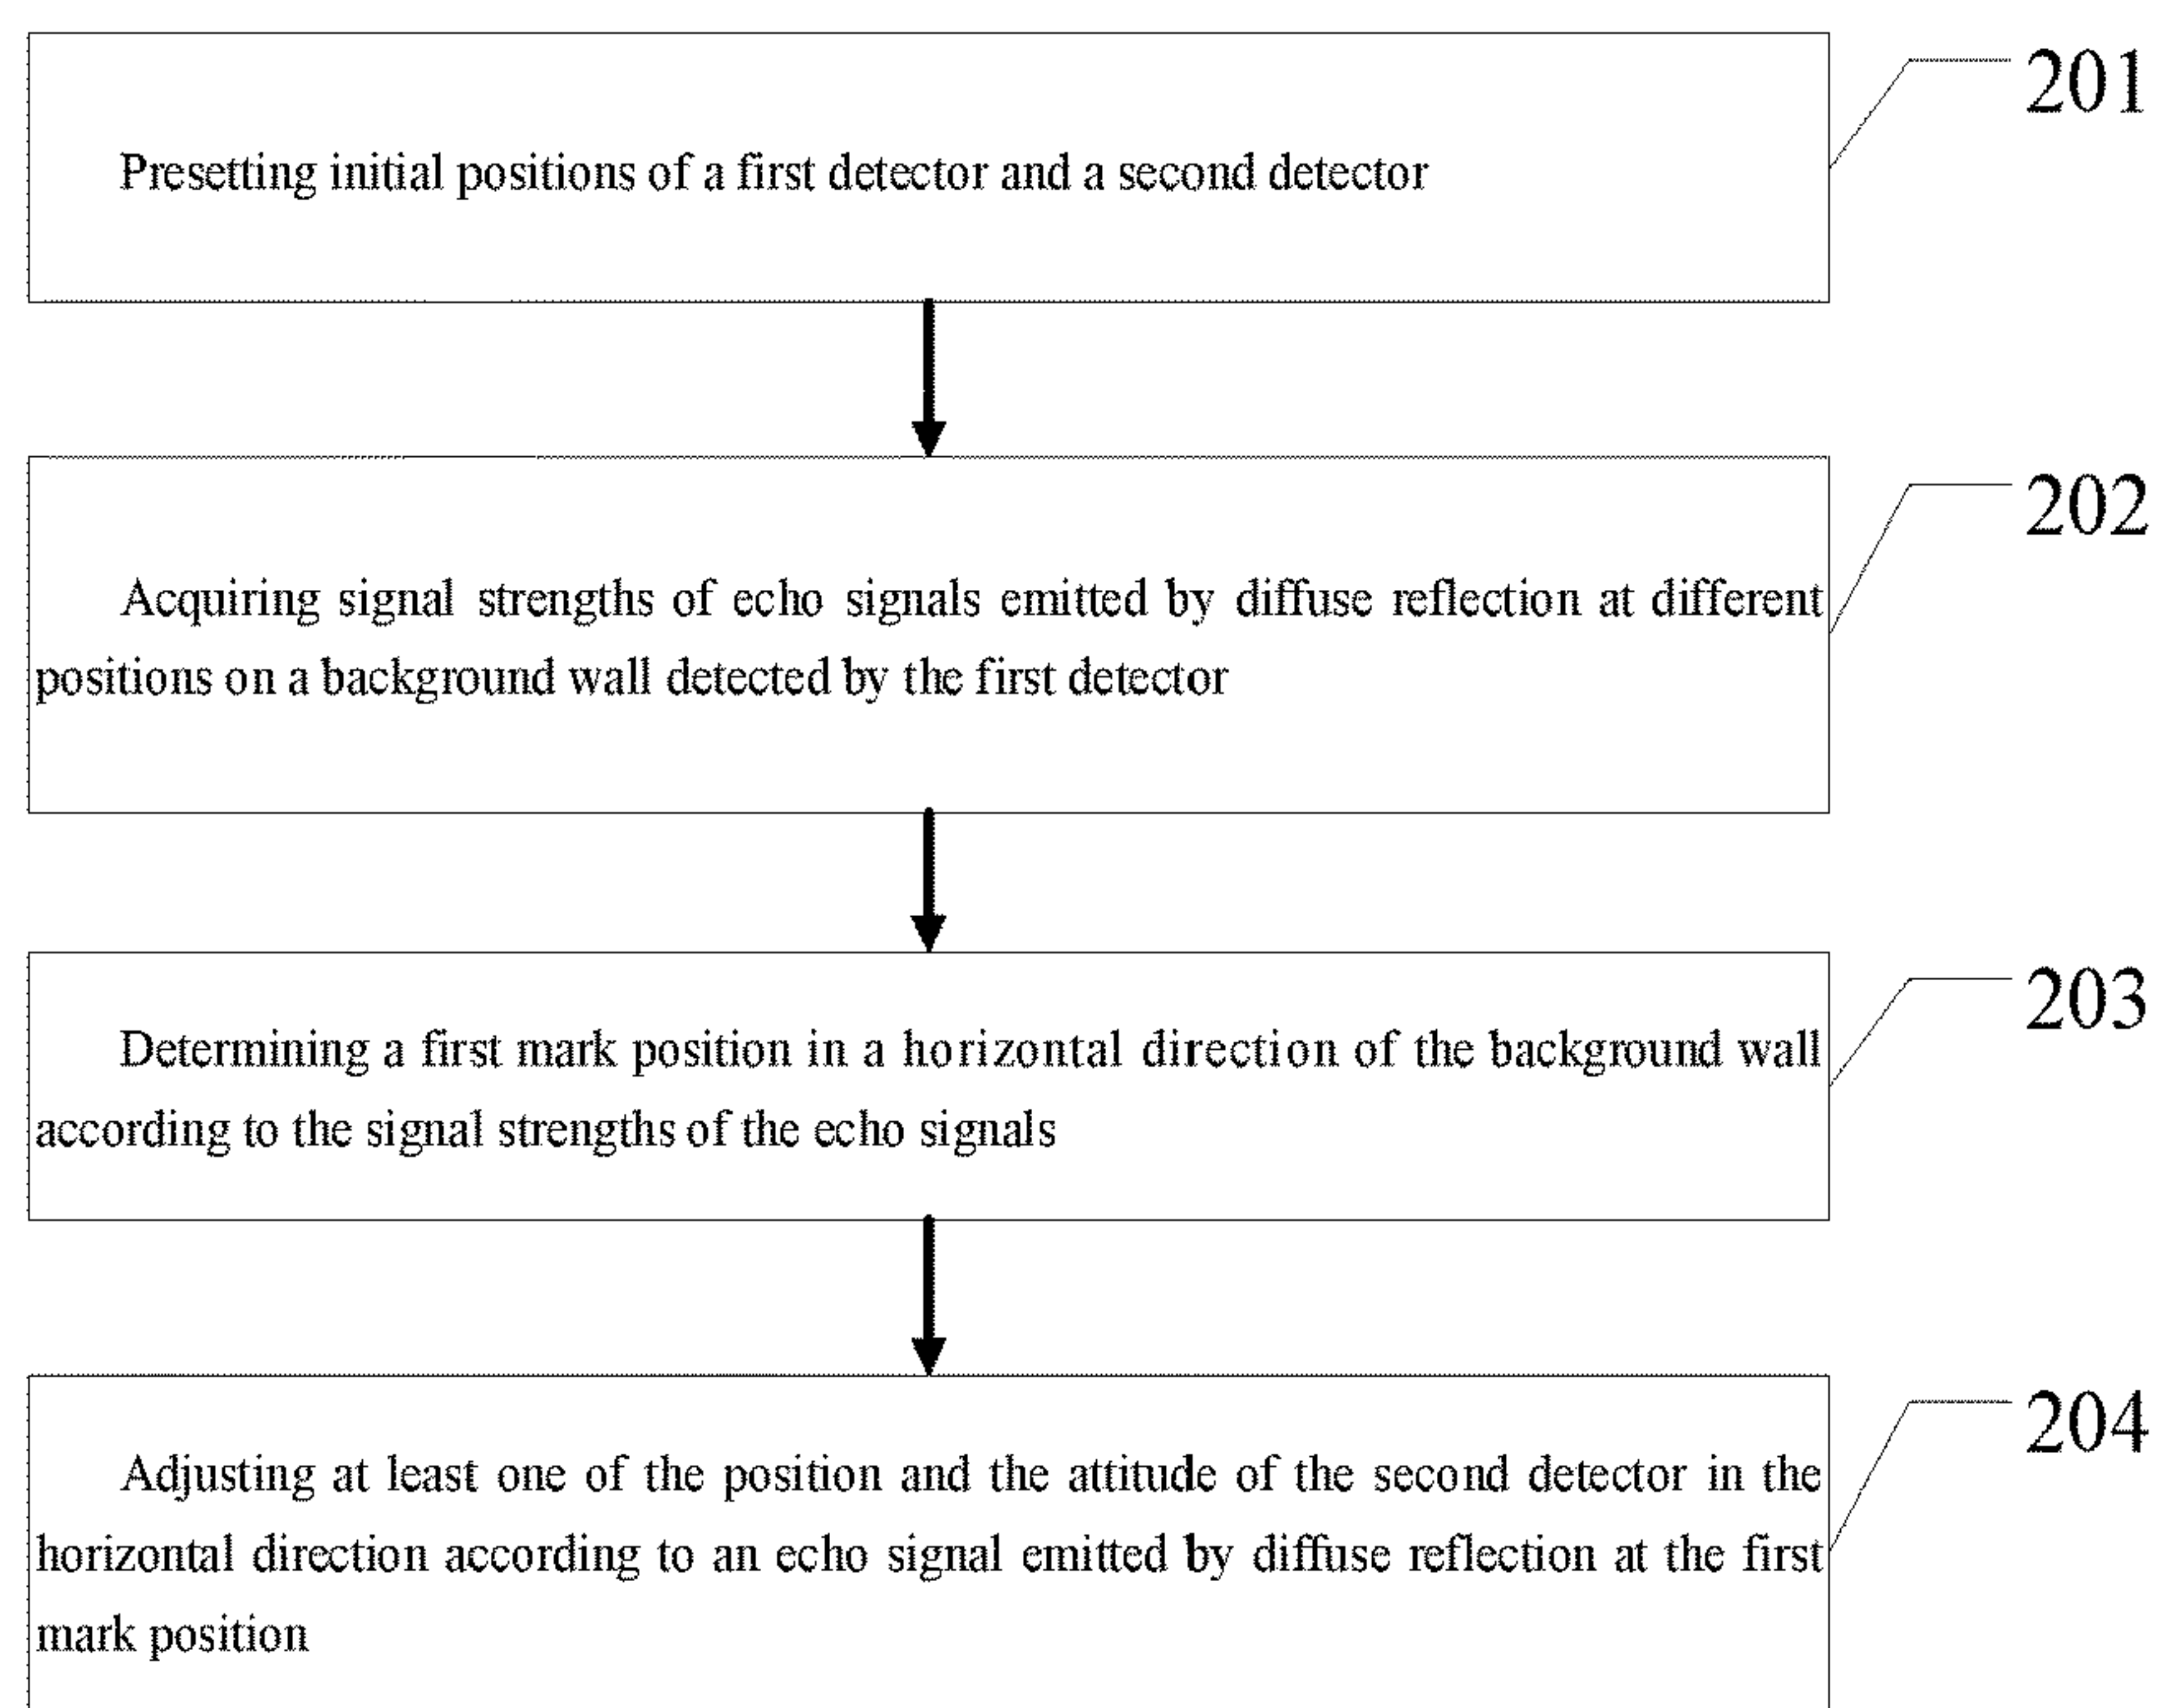 201
Presetting initial positions of a first detector and a second detector
202
Acquiring signal strengths of echo signals emitted by diffuse reflection at different
positions on a background wall detected by the first detector
203
Determining a first mark position in a horizontal direction of the background wall
according to the signal strengths of the echo signals
204
Adjusting at least one of the position and the attitude of the second detector in the
horizontal direction according to an echo signal emitted by diffuse reflection at the first
mark position